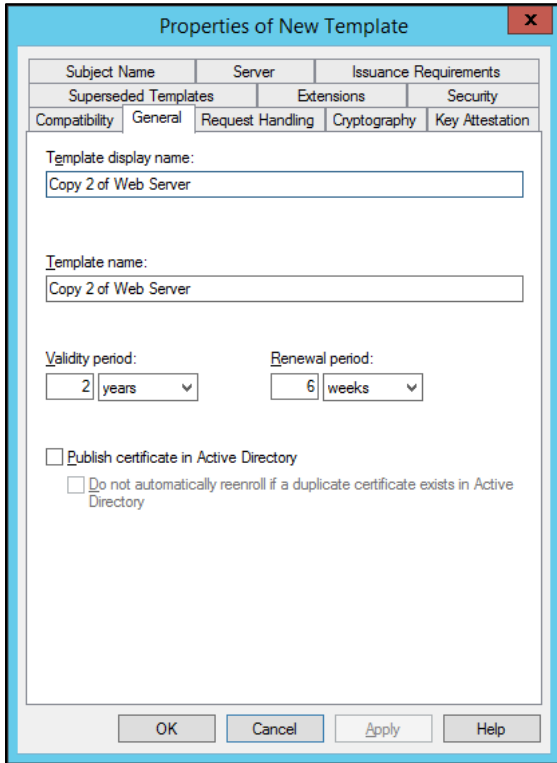 Properties of New Template
x
Subject Name Server Issuance Requirements
Superseded Templates Extensions Security
Compatibility General Request Handling Cryptography Key Attestation
Template display name:
Copy 2 of Web Server
Template name:
Copy 2 of Web Server
Validity period: Renewal period:
2 years 6 weeks
Publish certificate in Active Directory
Do not automatically reenroll if a duplicate certificate exists in Active
Directory
OK Cancel Apply Help